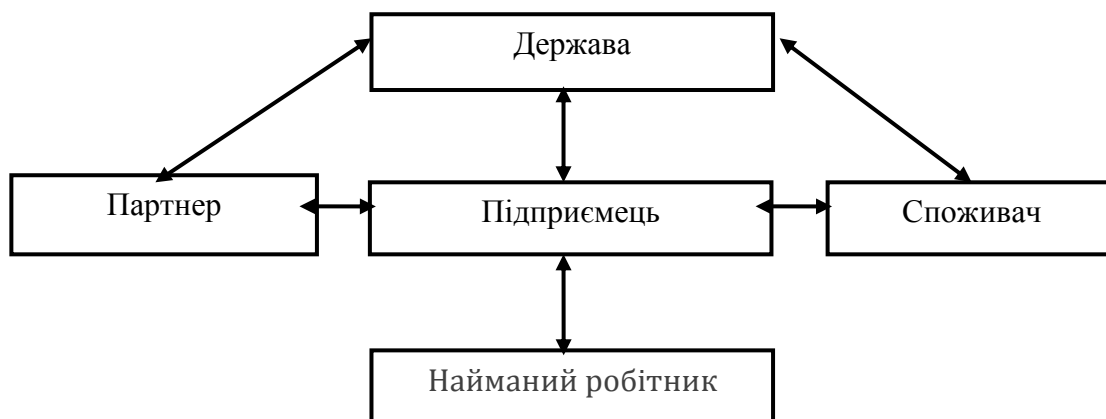 Держава
Партнер
Підприємець
Споживач
Найманий робітник